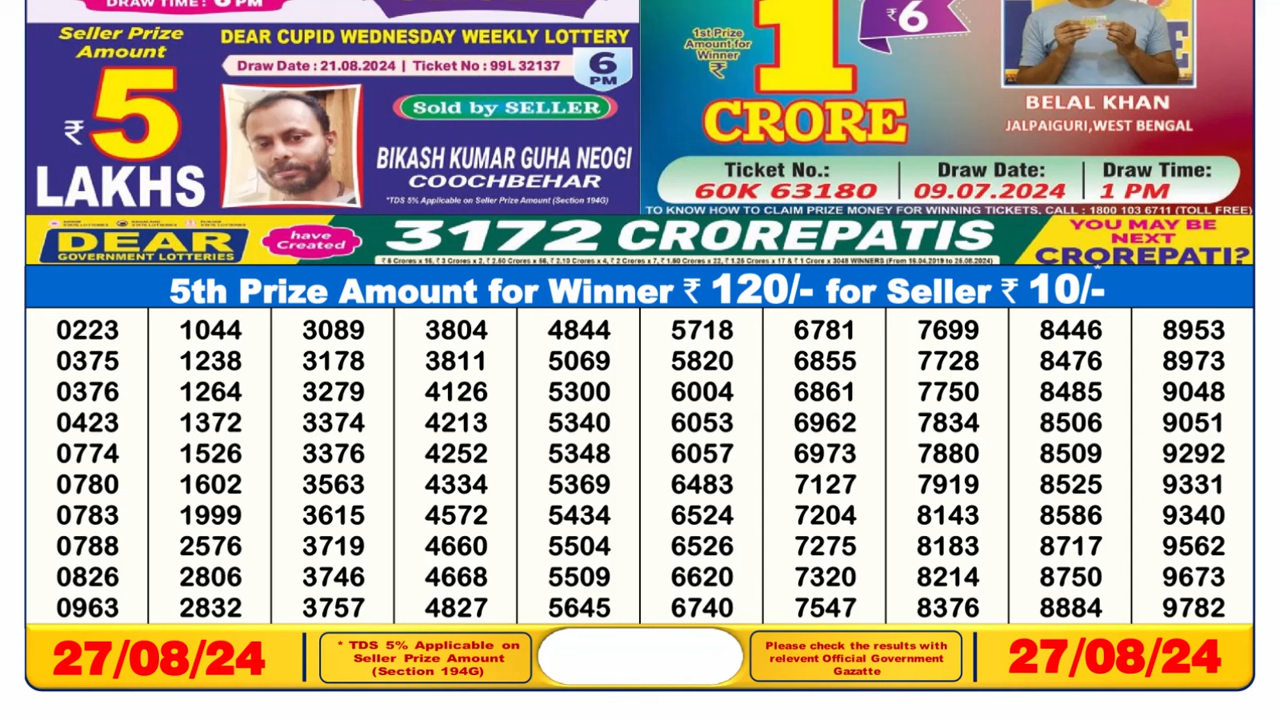 DRAW TIME: 6 PM
Seller Prize
Amount
₹ 5
LAKHS
DEAR CUPID WEDNESDAY WEEKLY LOTTERY
Draw Date : 21.08.2024 | Ticket No : 99L 32137
6
PM
Sold by SELLER
BIKASH KUMAR GUHA NEOGI
COOCHBEHAR
*TDS 5% Applicable on Seller Prize Amount (Section 194G)
1st Prize
Amount for
Winner
₹
1
CRORE
₹6
BELAL KHAN
JALPAIGURI,WEST BENGAL
Ticket No.: Draw Date: Draw Time:
60K 63180 09.07.2024 1 PM
TO KNOW HOW TO CLAIM PRIZE MONEY FOR WINNING TICKETS, CALL : 1800 103 6711 (TOLL FREE)
DEAR
GOVERNMENT LOTTERIES
have
Created
3172 CROREPATIS
YOU MAY BE
NEXT
CROREPATI?
5th Prize Amount for Winner ₹ 120/- for Seller ₹ 10/-*
0223 1044 3089 3804 4844 5718 6781 7699 8446 8953
0375 1238 3178 3811 5069 5820 6855 7728 8476 8973
0376 1264 3279 4126 5300 6004 6861 7750 8485 9048
0423 1372 3374 4213 5340 6053 6962 7834 8506 9051
0774 1526 3376 4252 5348 6057 6973 7880 8509 9292
0780 1602 3563 4334 5369 6483 7127 7919 8525 9331
0783 1999 3615 4572 5434 6524 7204 8143 8586 9340
0788 2576 3719 4660 5504 6526 7275 8183 8717 9562
0826 2806 3746 4668 5509 6620 7320 8214 8750 9673
0963 2832 3757 4827 5645 6740 7547 8376 8884 9782
27/08/24
* TDS 5% Applicable on
Seller Prize Amount
(Section 194G)
Please check the results with
relevent Official Government
Gazatte
27/08/24